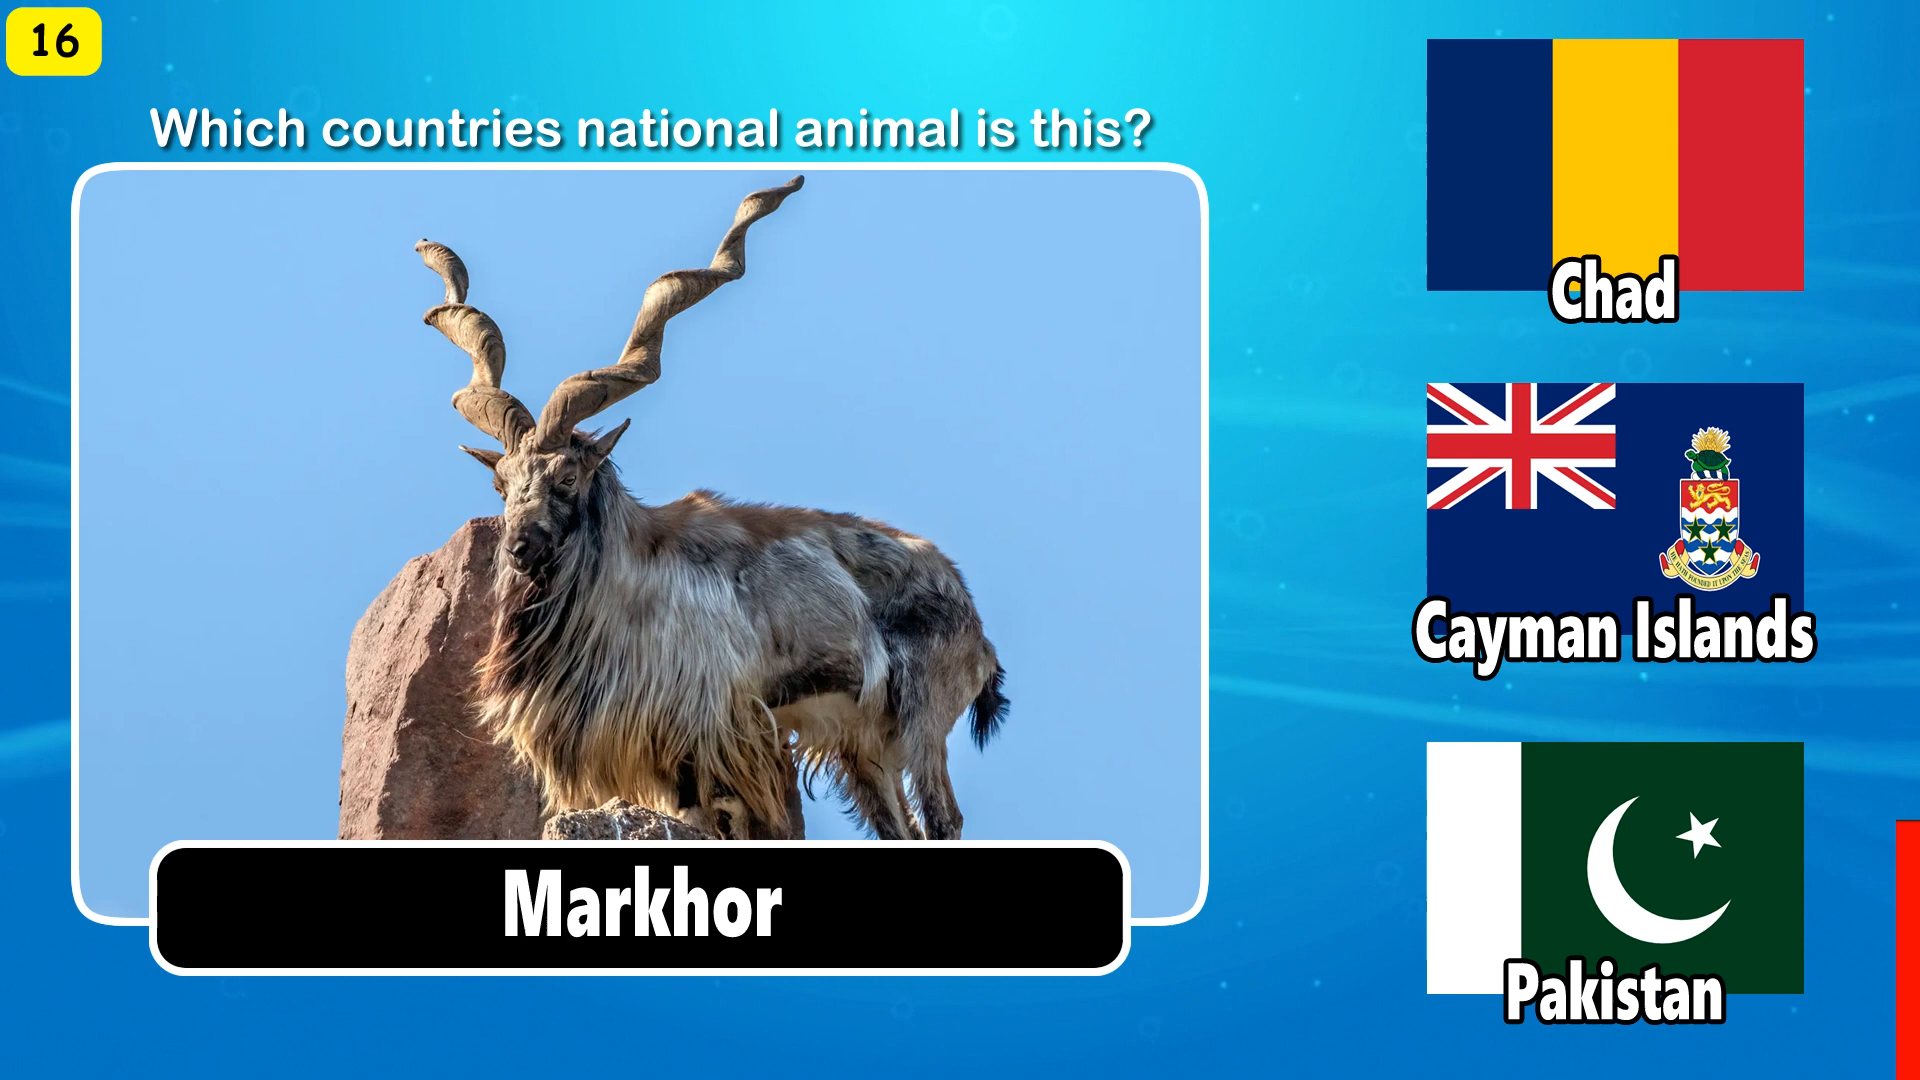 16
Which countries national animal is this?
Markhor
Chad
Cayman Islands
Pakistan